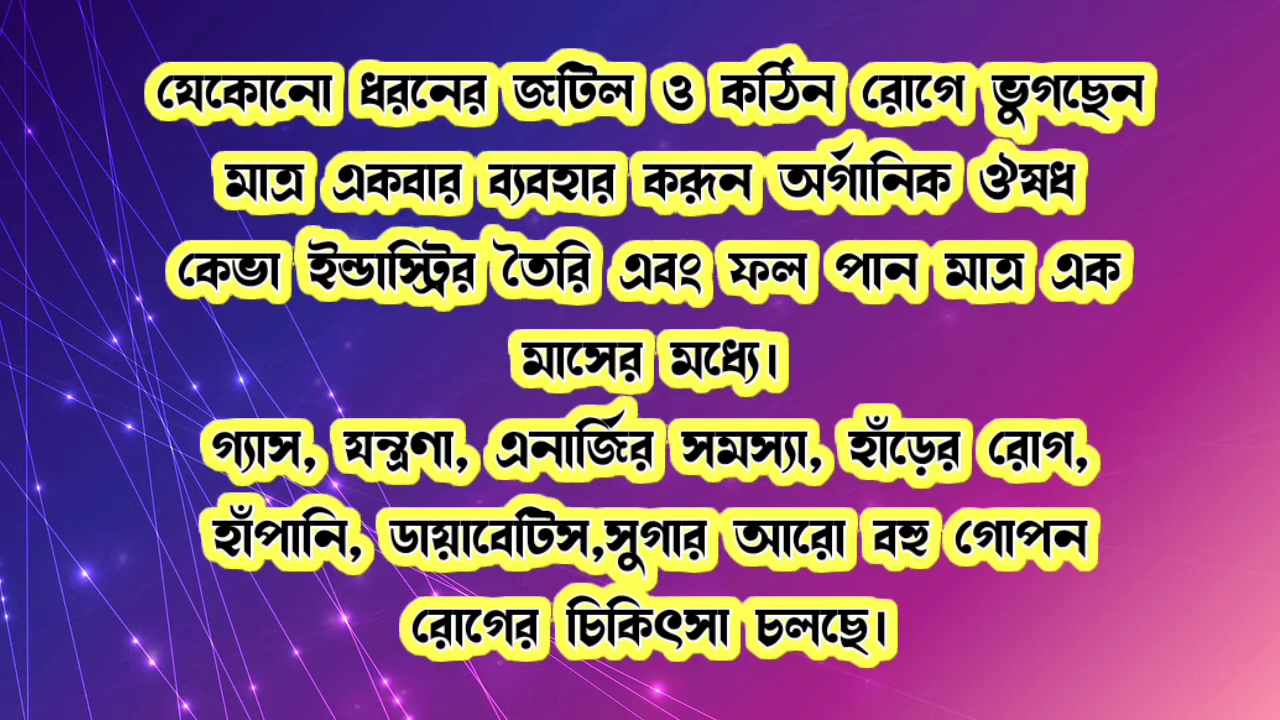 যেকোনো ধরনের জটিল ও কঠিন রোগে ভুগছেন
মাত্র একবার ব্যবহার করূন অর্গানিক ঔষধ
কেভা ইন্ডাস্ট্রির তৈরি এবং ফল পান মাত্র এক
মাসের মধ্যে।
গ্যাস, যন্ত্রণা, এনার্জির সমস্যা, হাঁড়ের রোগ,
হাঁপানি, ডায়াবেটিস,সুগার আরো বহু গোপন
রোগের চিকিৎসা চলছে।